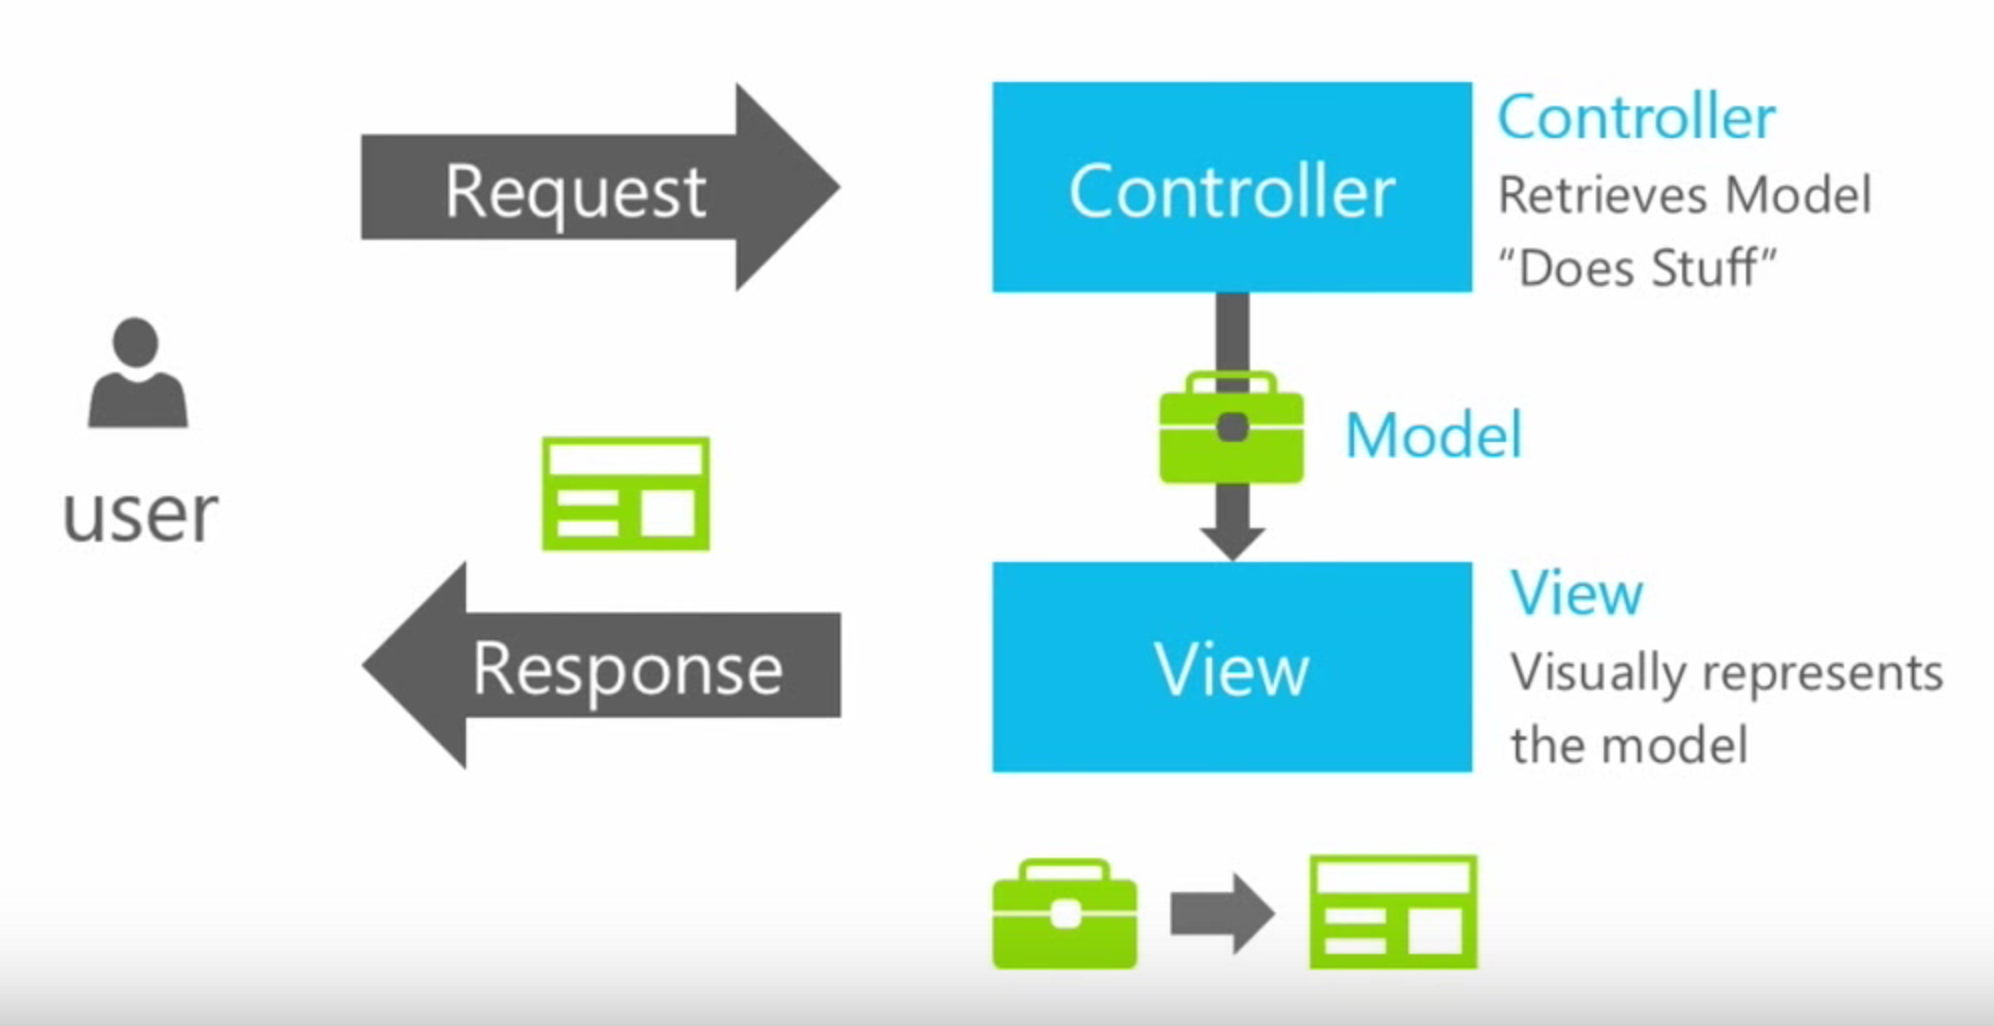 Request
Controller
Controller
Retrieves Model
“Does Stuff”
user
Model
Response
View
View
Visually represents
the model